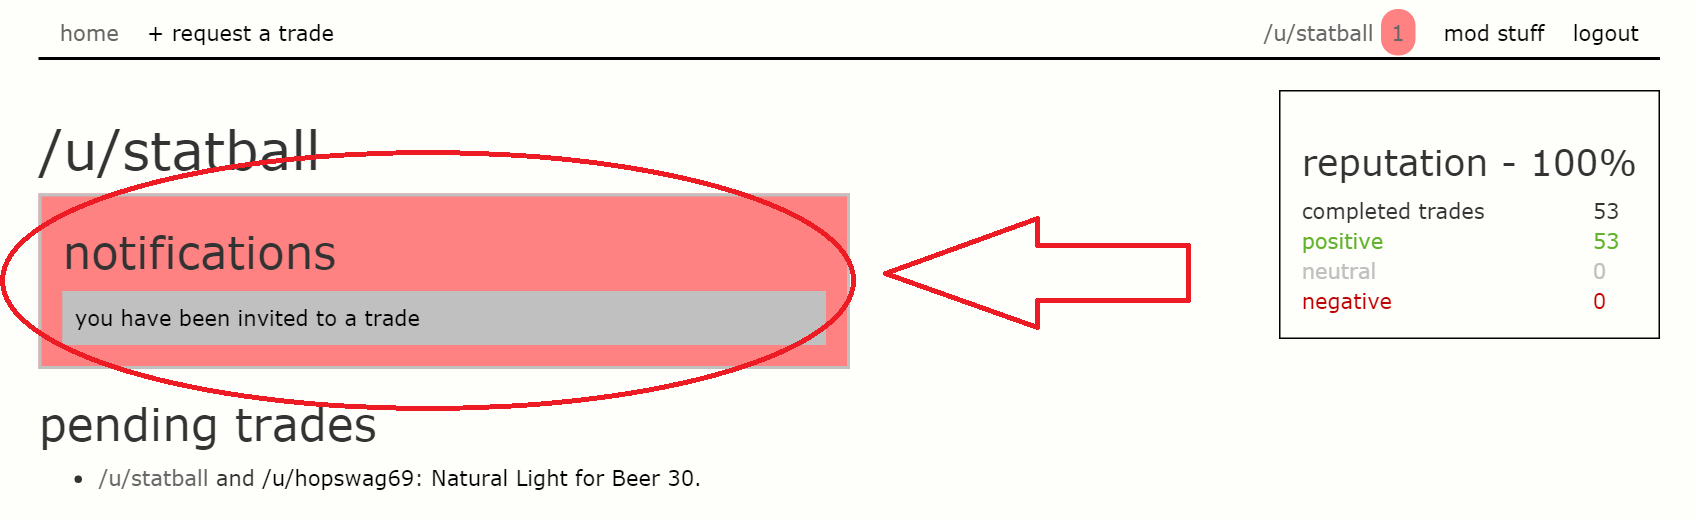 home + request a trade /u/statball 1 mod stuff logout
/u/statball
notifications
you have been invited to a trade
pending trades
• /u/statball and /u/hopswag69: Natural Light for Beer 30.
reputation - 100%
completed trades 53
positive 53
neutral 0
negative 0